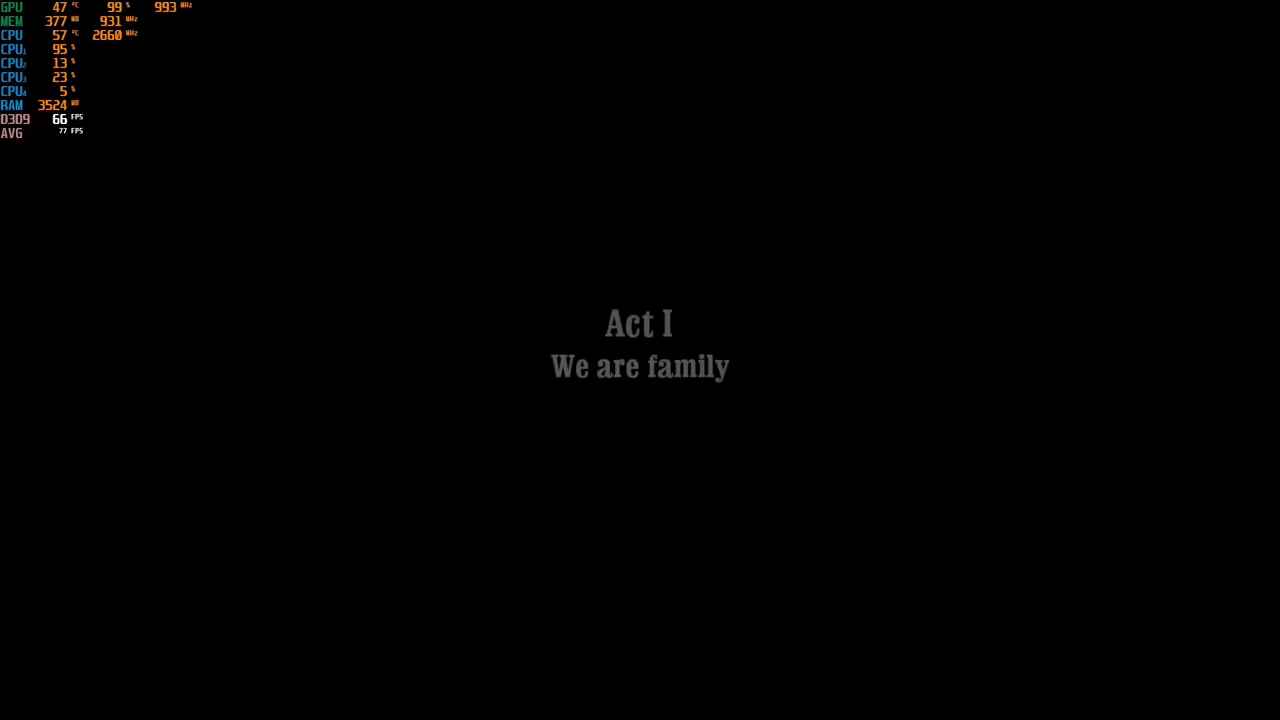 GPU 47 °C 99 % 993 MHz
MEM 377 MB 931 MHz
CPU 57 °C 2660 MHz
CPU1 95 %
CPU2 13 %
CPU3 23 %
CPU4 5 %
RAM 3524 MB
D3D9 66 FPS
AVG 77 FPS
Act I
We are family